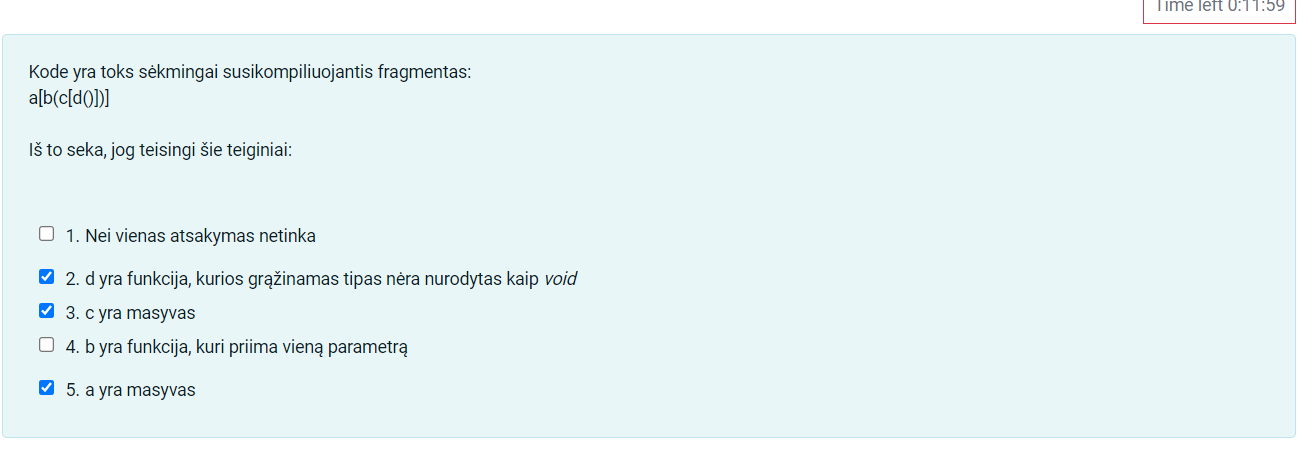 Time left 0:11:59
Kode yra toks sėkmingai susikompiliuojantis fragmentas:
a[b(c[d()])]
Iš to seka, jog teisingi šie teiginiai:
1. Nei vienas atsakymas netinka
2. d yra funkcija, kurios grąžinamas tipas nėra nurodytas kaip void
3. c yra masyvas
4. b yra funkcija, kuri priima vieną parametrą
5. a yra masyvas